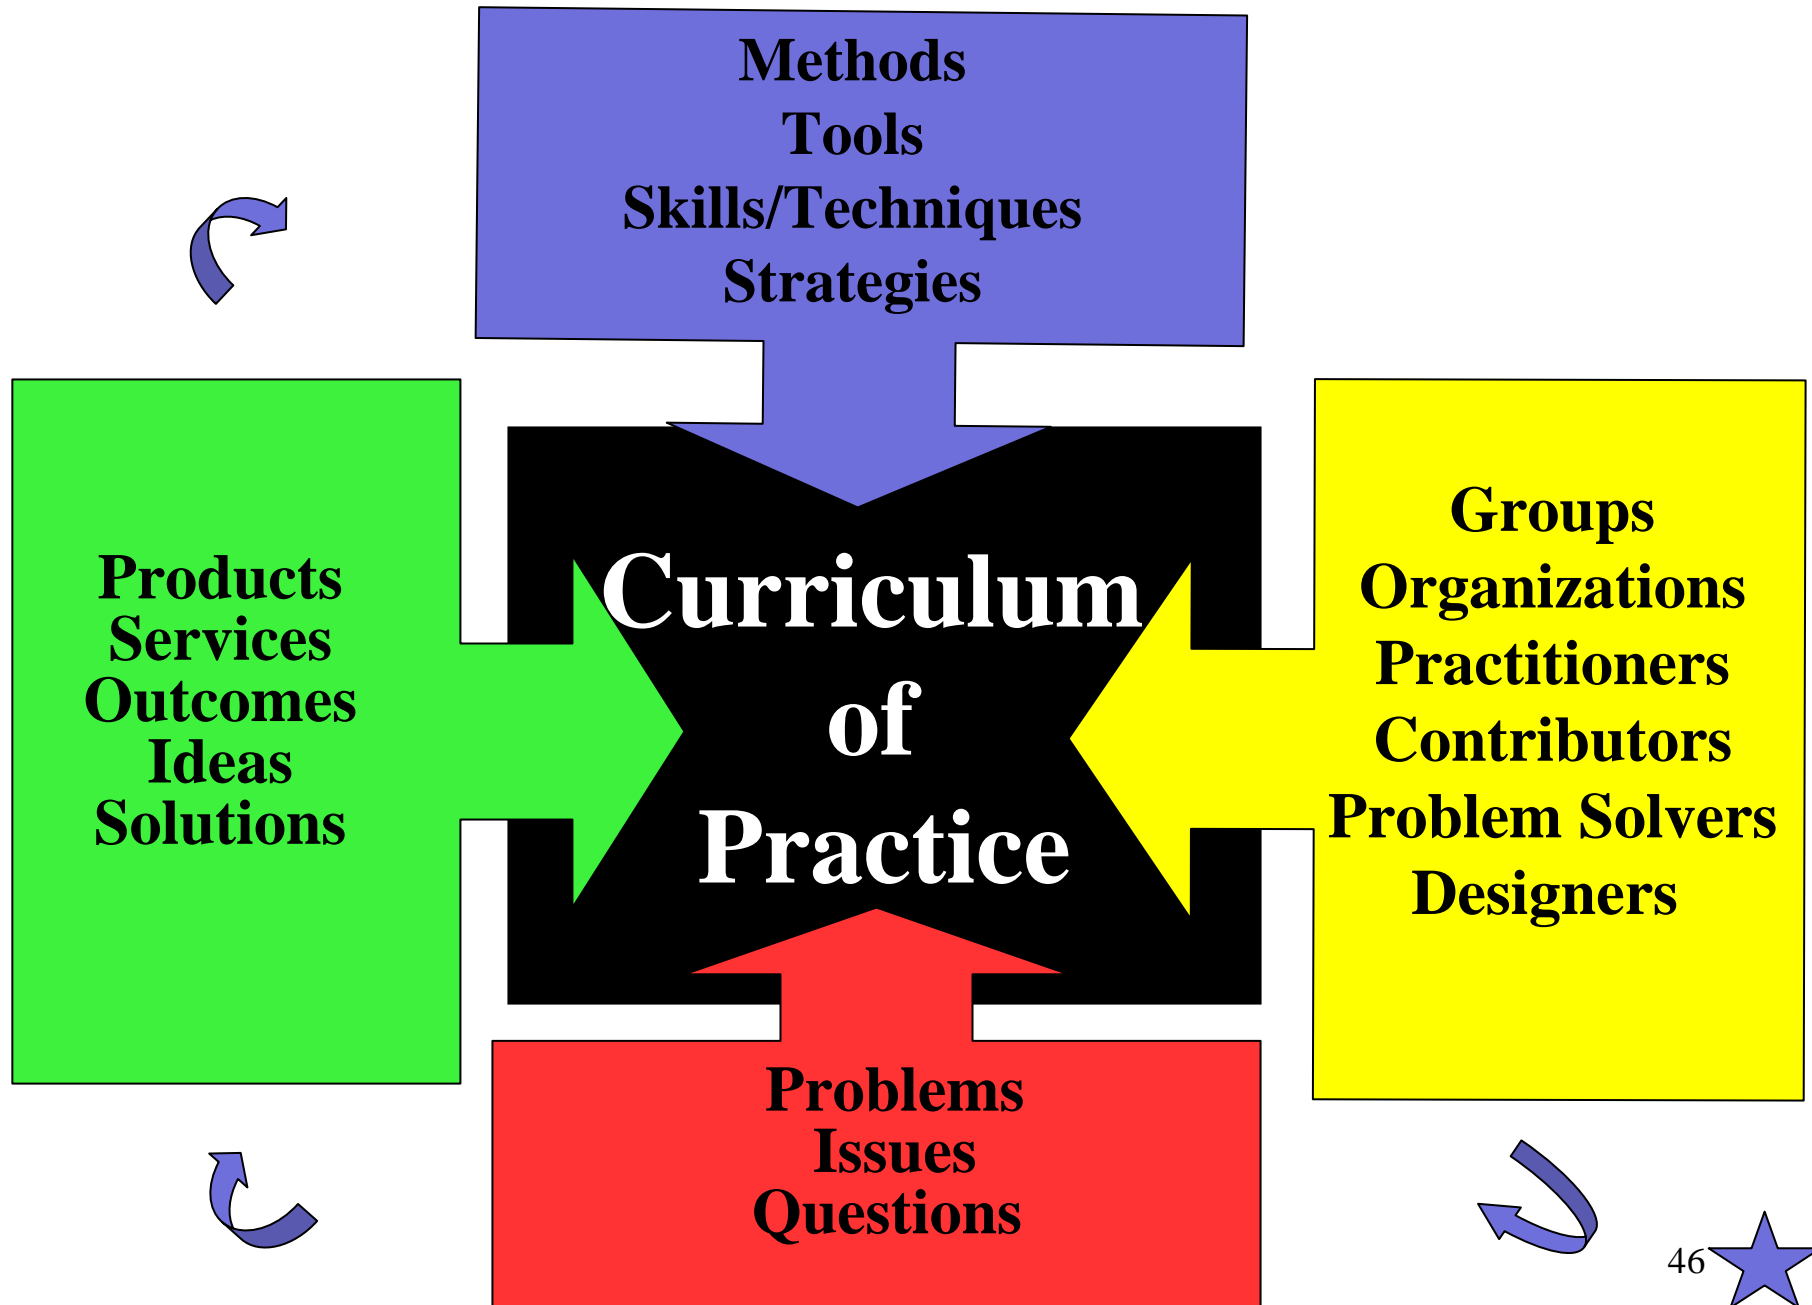 Methods
Tools
Skills/Techniques
Strategies
Products
Services
Outcomes
Ideas
Solutions
Curriculum
of
Practice
Groups
Organizations
Practitioners
Contributors
Problem Solvers
Designers
Problems
Issues
Questions
46